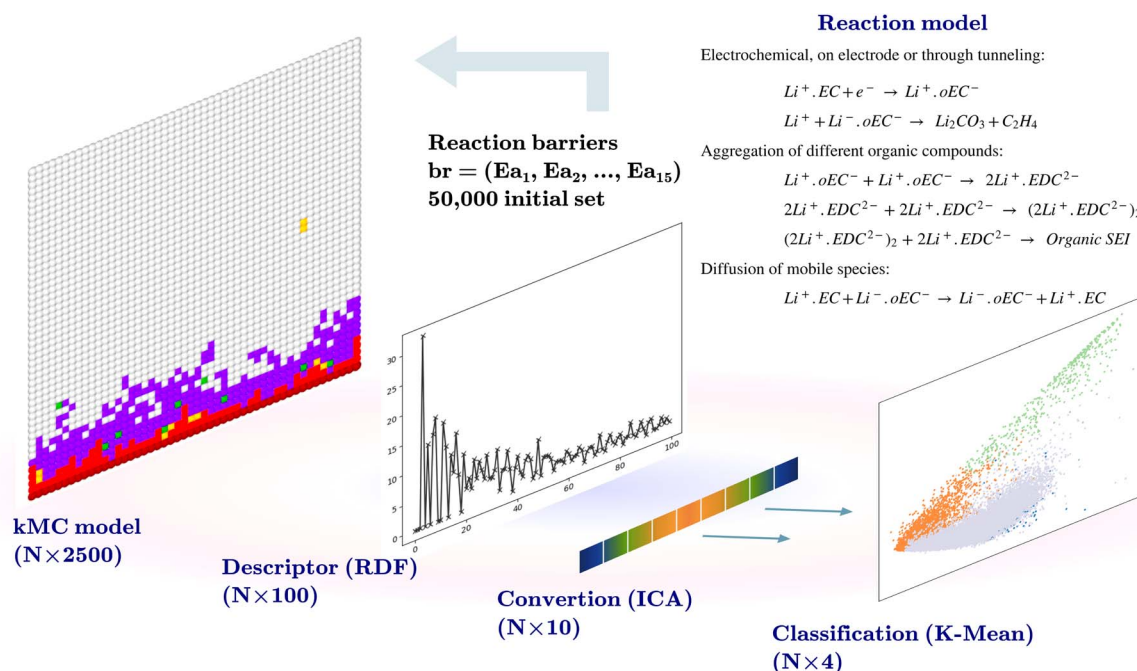 Reaction model
Electrochemical, on electrode or through tunneling:
Li⁺.EC + e⁻ → Li⁺.oEC⁻
Li⁺ + Li⁻.oEC⁻ → Li₂CO₃ + C₂H₄
Aggregation of different organic compounds:
Li⁺.oEC⁻ + Li⁺.oEC⁻ → 2Li⁺.EDC²⁻
2Li⁺.EDC²⁻ + 2Li⁺.EDC²⁻ → (2Li⁺.EDC²⁻)₂
(2Li⁺.EDC²⁻)₂ + 2Li⁺.EDC²⁻ → Organic SEI
Diffusion of mobile species:
Li⁺.EC + Li⁻.oEC⁻ → Li⁻.oEC⁻ + Li⁺.EC
Reaction barriers
br = (Ea₁, Ea₂, ..., Ea₁₅)
50,000 initial set
30
25
20
15
10
5
0
0
20
40
60
80
100
kMC model
(N×2500)
Descriptor (RDF)
(N×100)
Convertion (ICA)
(N×10)
Classification (K-Mean)
(N×4)